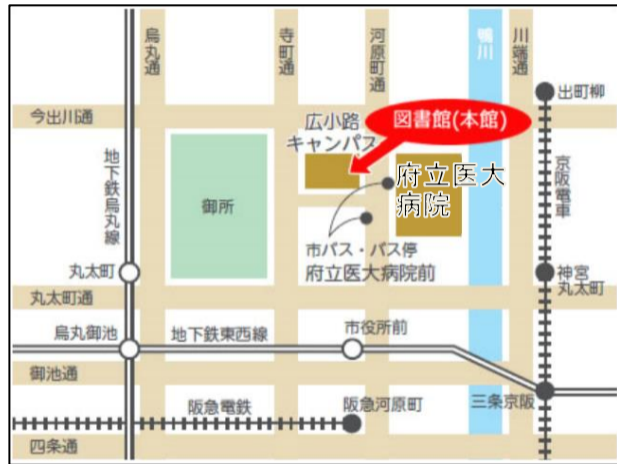 烏丸通
寺町通
河原町通
鴨川
川端通
出町柳
今出川通
広小路
キャンパス
図書館(本館)
地下鉄烏丸線
御所
府立医大
病院
京阪電車
市バス・バス停
府立医大病院前
丸太町
神宮
丸太町
丸太町通
烏丸御池
地下鉄東西線
市役所前
御池通
阪急電鉄
阪急河原町
三条京阪
四条通